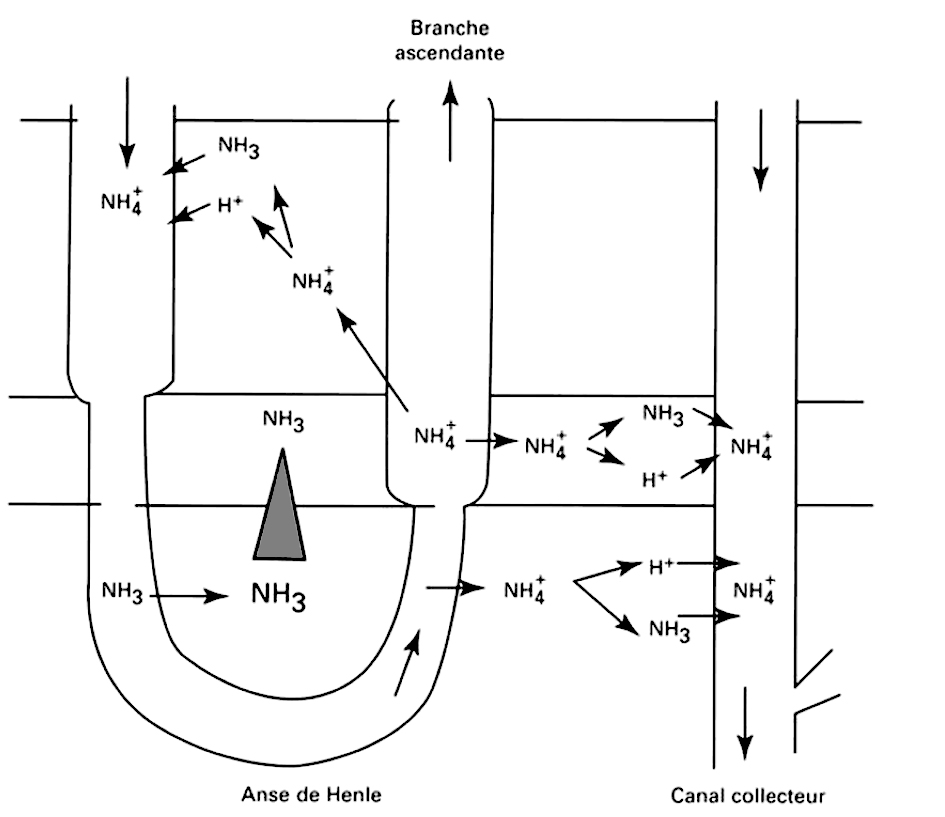 Branche
ascendante
NH₃
NH₄⁺
H⁺
NH₄⁺
NH₃
NH₄⁺
NH₄⁺
NH₃
H⁺
NH₄⁺
NH₃
NH₃
NH₄⁺
H⁺
NH₃
NH₄⁺
Anse de Henle
Canal collecteur